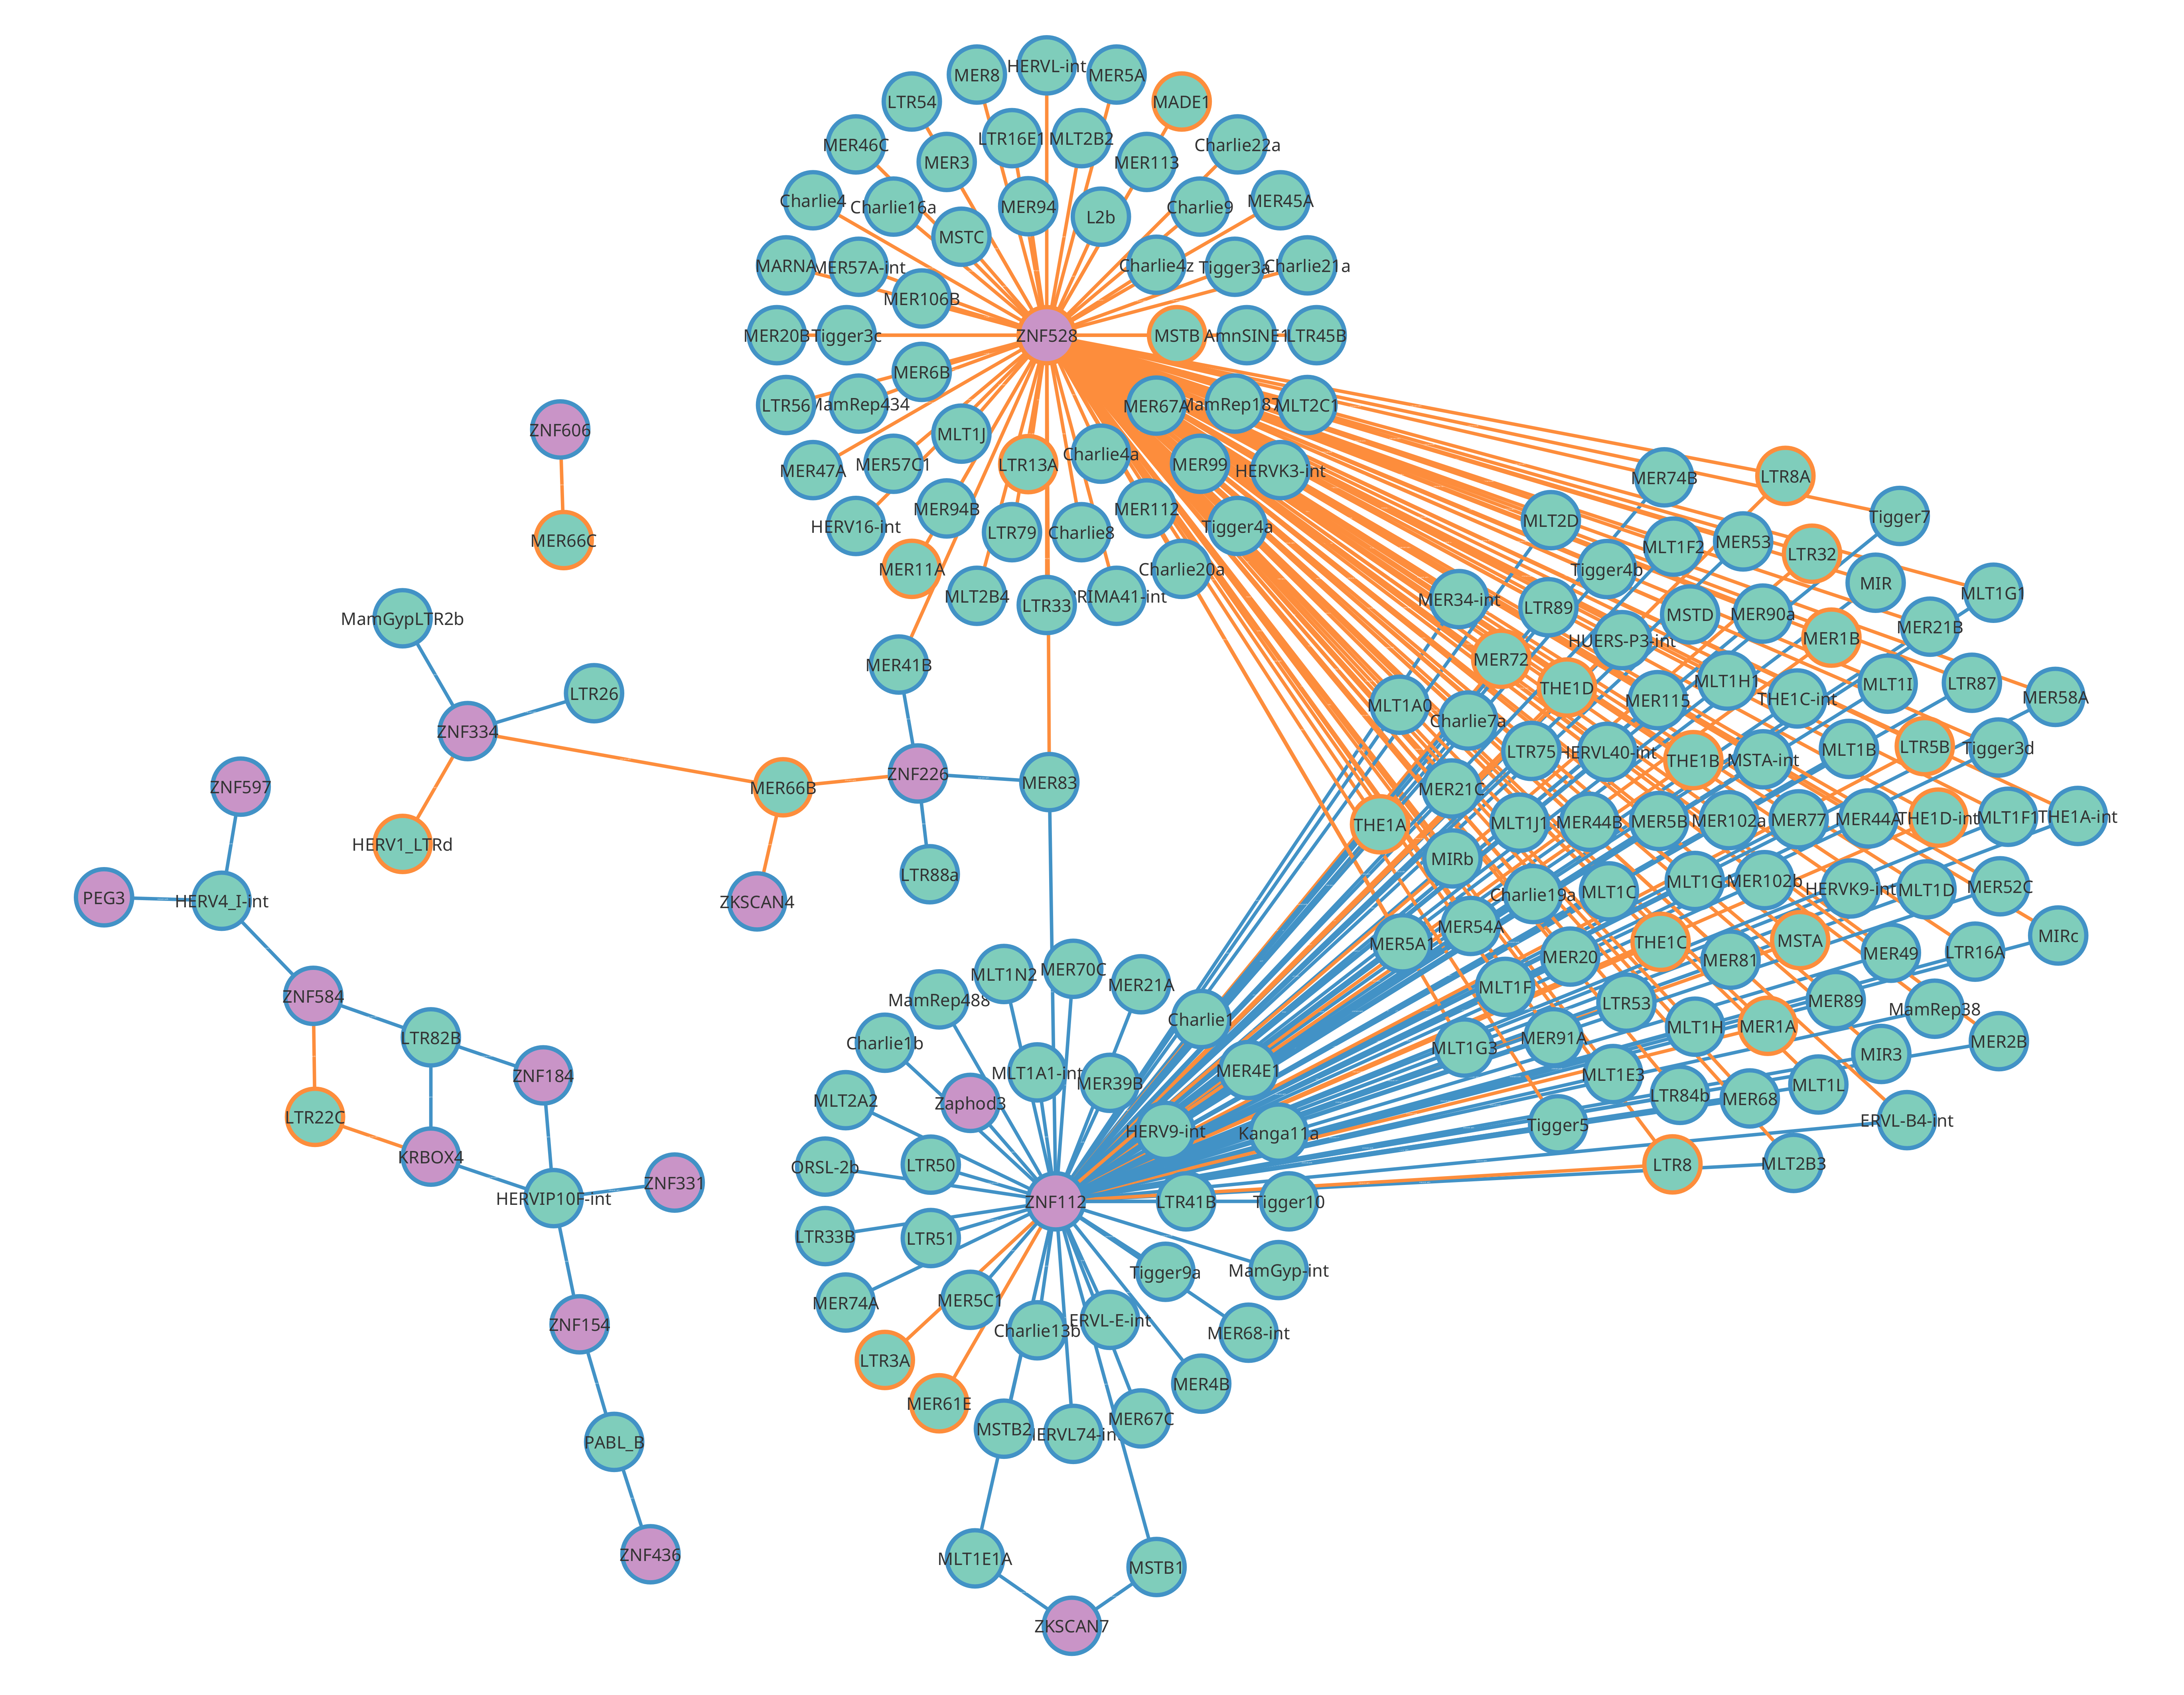 HERVL-int
MER8
MER5A
LTR54
MADE1
MER46C
LTR16E1
MLT2B2
Charlie22a
MER3
MER113
Charlie4
Charlie16a
MER94
L2b
Charlie9
MER45A
MSTC
MARNA
MER57A-int
Charlie4z
Tigger3a
Charlie21a
MER106B
MER20B
Tigger3c
ZNF528
MSTB
AmnSINE1
LTR45B
MER6B
LTR56
MamRep434
MER67A
MLT2C1
ZNF606
MLT1J
MER47A
MER57C1
LTR13A
Charlie4a
MER99
HERVK3-int
MER74B
LTR8A
HERV16-int
MER94B
LTR79
Charlie8
MER112
Tigger4a
MLT2D
Tigger7
MER66C
MER11A
MLT2B4
LTR33
Charlie20a
MLT1F2
MER53
LTR32
Tigger4b
MIR
MLT1G1
MER34-int
LTR89
MSTD
MER90a
MER21B
MamGypLTR2b
HUERS-P3-int
MER1B
MER41B
MER72
THE1D
MLT1H1
MLT1I
LTR87
LTR26
MER115
THE1C-int
MER58A
MLT1A0
Charlie7a
ZNF334
LTR75
HERVL40-int
THE1B
MSTA-int
MLT1B
LTR5B
Tigger3d
ZNF597
MER66B
ZNF226
MER83
MER21C
THE1A
MLT1J1
MER44B
MER5B
MER102a
MER77
MER44A
THE1D-int
MLT1F1
THE1A-int
HERV1_LTRd
MIRb
LTR88a
PEG3
HERV4_I-int
ZKSCAN4
Charlie19a
MLT1C
MLT1G
MER102b
HERVK9-int
MLT1D
MER52C
MER5A1
MER54A
MER20
THE1C
MER81
MSTA
MER49
LTR16A
MIRc
ZNF584
MLT1N2
MER70C
MER21A
MamRep488
MLT1F
LTR53
MER89
MamRep38
Charlie1
LTR82B
Charlie1b
MLT1G3
MER91A
MLT1H
MER1A
MIR3
MER2B
ZNF184
MLT1A1-int
MER39B
MER4E1
MLT1E3
LTR84b
MER68
MLT1L
LTR22C
MLT2A2
Zaphod3
HERV9-int
Kanga11a
Tigger5
ERVL-B4-int
KRBOX4
ORSL-2b
LTR50
LTR8
MLT2B3
HERVIP10F-int
ZNF331
ZNF112
LTR41B
Tigger10
LTR33B
LTR51
Tigger9a
MamGyp-int
MER74A
MER5C1
ZNF154
Charlie13b
ERVL-E-int
MER68-int
LTR3A
MER61E
MER4B
MSTB2
MER67C
PABL_B
ZNF436
MLT1E1A
MSTB1
ZKSCAN7